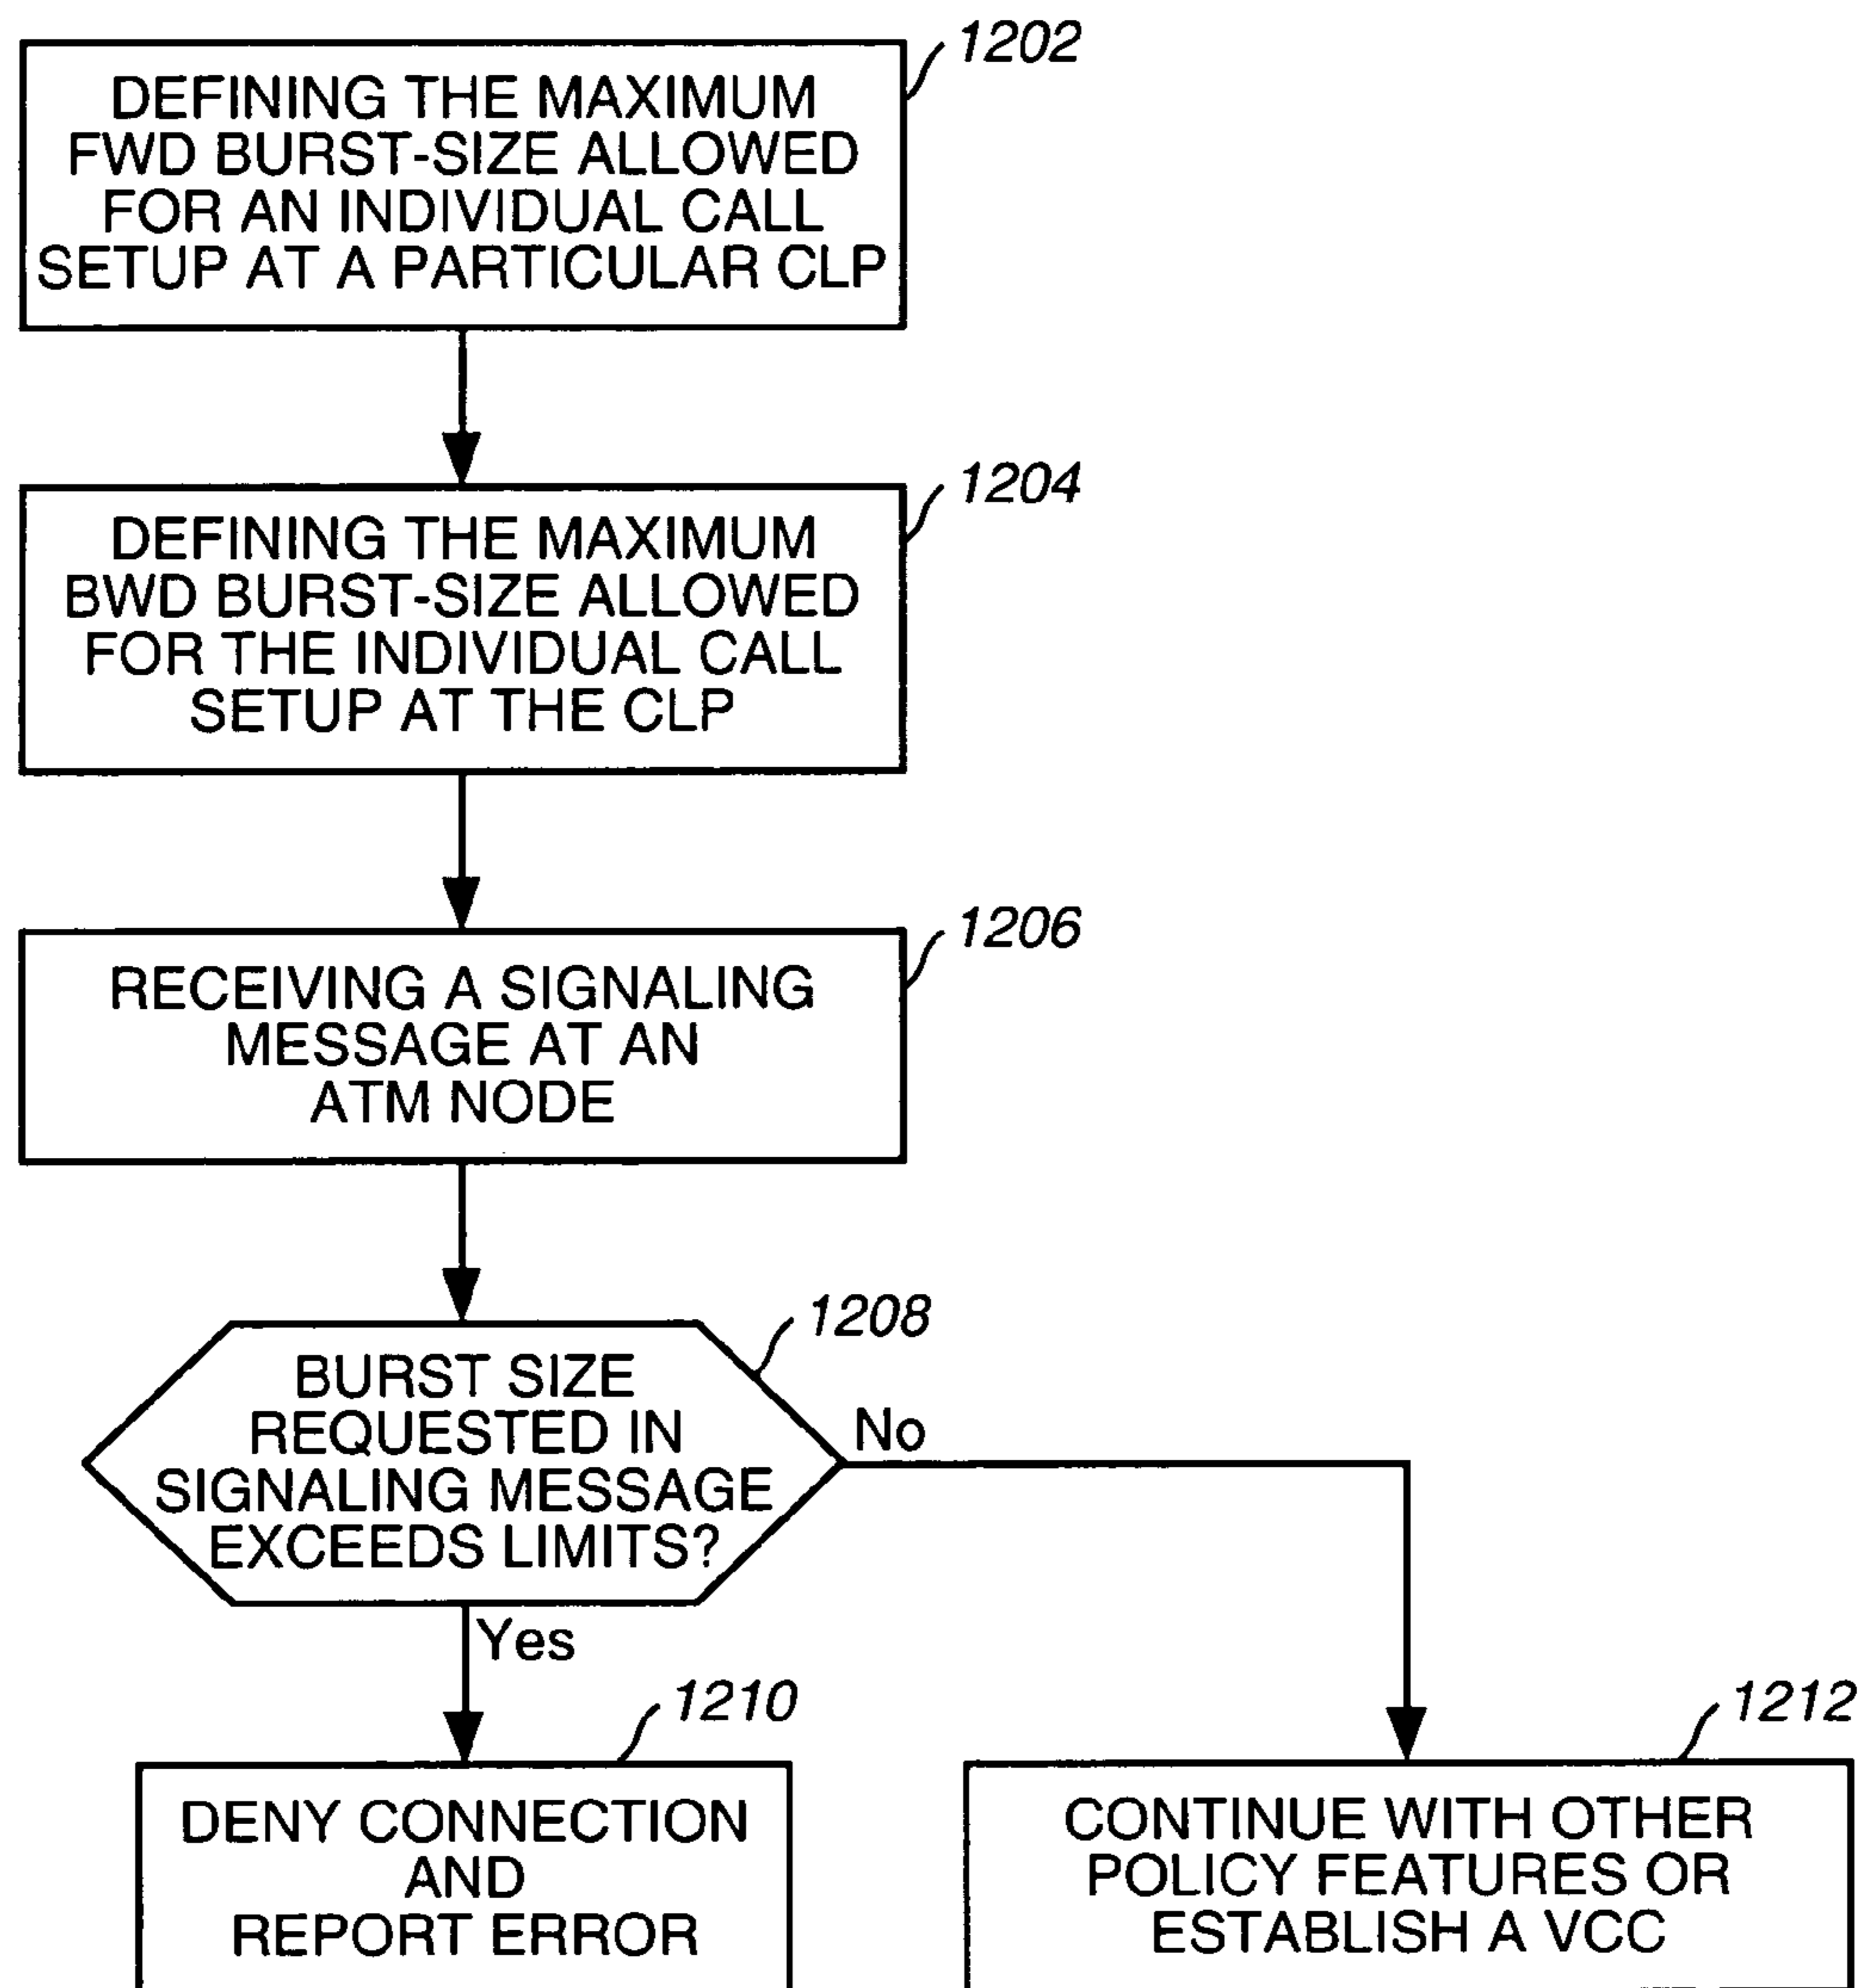 1202
DEFINING THE MAXIMUM
FWD BURST-SIZE ALLOWED
FOR AN INDIVIDUAL CALL
SETUP AT A PARTICULAR CLP
1204
DEFINING THE MAXIMUM
BWD BURST-SIZE ALLOWED
FOR THE INDIVIDUAL CALL
SETUP AT THE CLP
1206
RECEIVING A SIGNALING
MESSAGE AT AN
ATM NODE
1208
BURST SIZE
REQUESTED IN
SIGNALING MESSAGE
EXCEEDS LIMITS?
No
Yes
1210
DENY CONNECTION
AND
REPORT ERROR
1212
CONTINUE WITH OTHER
POLICY FEATURES OR
ESTABLISH A VCC